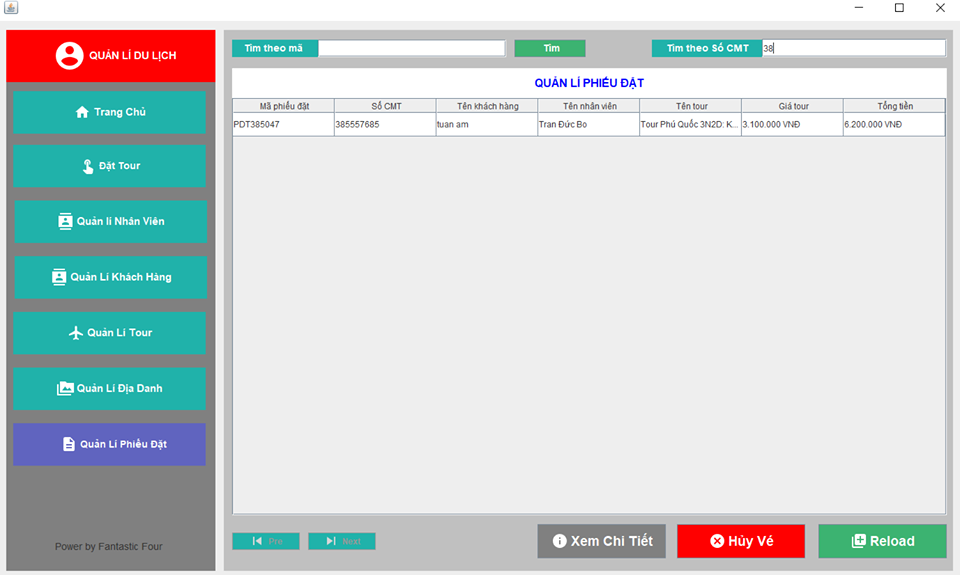 QUẢN LÍ DU LỊCH
Trang Chủ
Đặt Tour
Quản lí Nhân Viên
Quản Lí Khách Hàng
Quản Lí Tour
Quản Lí Địa Danh
Quản Lí Phiếu Đặt
Power by Fantastic Four
Tìm theo mã
Tìm
Tìm theo Số CMT 38
QUẢN LÍ PHIẾU ĐẶT
Mã phiếu đặt Số CMT Tên khách hàng Tên nhân viên Tên tour Giá tour Tổng tiền
PDT385047 385557685 tuan am Tran Đức Bo Tour Phú Quốc 3N2D: K... 3.100.000 VNĐ 6.200.000 VNĐ
Pre
Next
Xem Chi Tiết
Hủy Vé
Reload